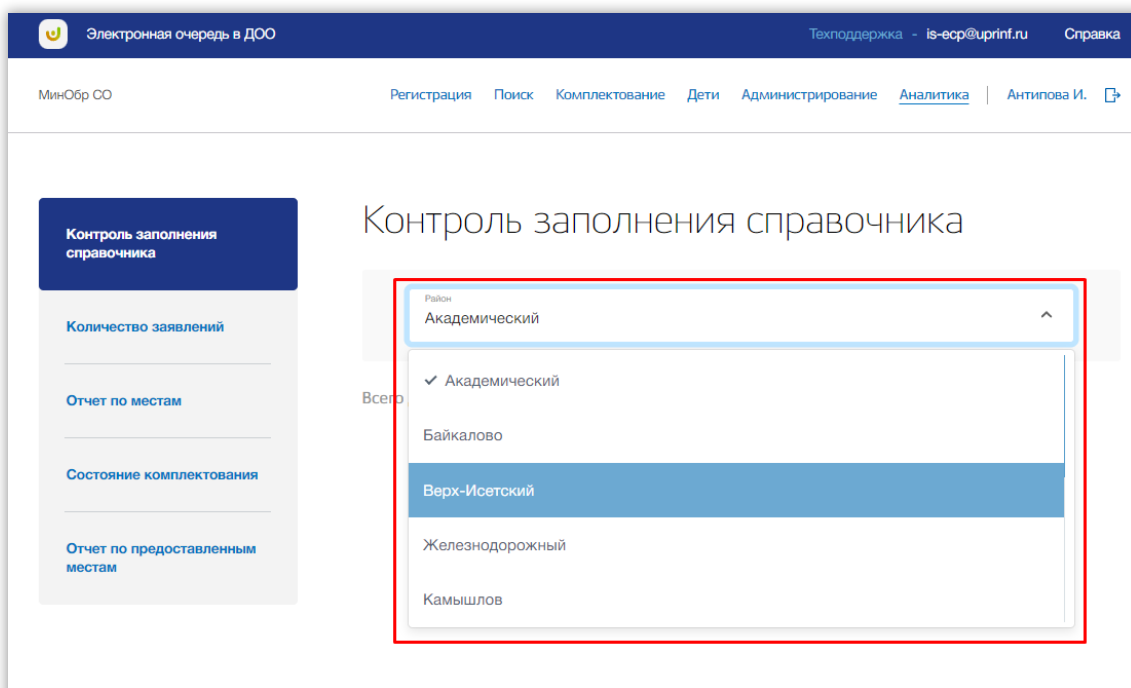 Электронная очередь в ДОО
Техподдержка - is-ecp@uprinf.ru Справка
МинОбр СО
Регистрация Поиск Комплектование Дети Администрирование Аналитика Антипова И.
Контроль заполнения
справочника
Количество заявлений
Отчет по местам
Состояние комплектования
Отчет по предоставленным
местам
Контроль заполнения справочника
Район
Академический
Академический
Байкалово
Верх-Исетский
Железнодорожный
Камышлов
Всего